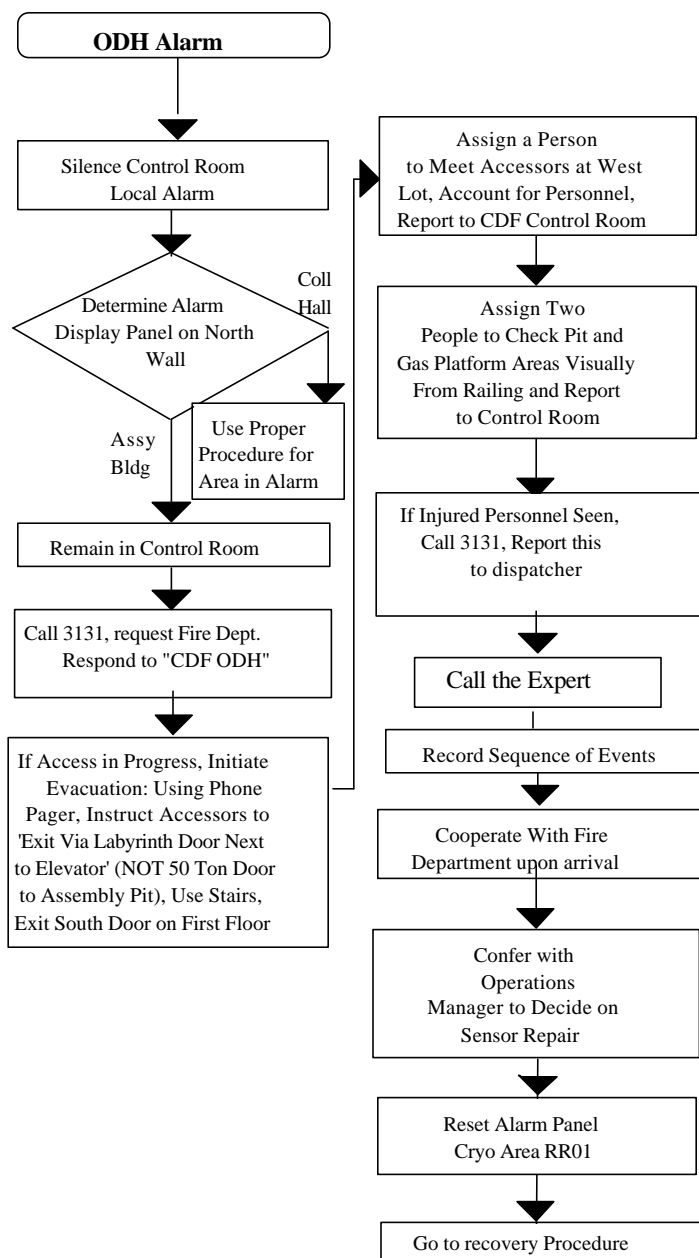 ODH Alarm
Silence Control Room
Local Alarm
Determine Alarm
Display Panel on North
Wall
Coll
Hall
Use Proper
Procedure for
Area in Alarm
Assy
Bldg
Remain in Control Room
Call 3131, request Fire Dept.
Respond to "CDF ODH"
If Access in Progress, Initiate
Evacuation: Using Phone
Pager, Instruct Accessors to
'Exit Via Labyrinth Door Next
to Elevator' (NOT 50 Ton Door
to Assembly Pit), Use Stairs,
Exit South Door on First Floor
Assign a Person
to Meet Accessors at West
Lot, Account for Personnel,
Report to CDF Control Room
Assign Two
People to Check Pit and
Gas Platform Areas Visually
From Railing and Report
to Control Room
If Injured Personnel Seen,
Call 3131, Report this
to dispatcher
Call the Expert
Record Sequence of Events
Cooperate With Fire
Department upon arrival
Confer with
Operations
Manager to Decide on
Sensor Repair
Reset Alarm Panel
Cryo Area RR01
Go to recovery Procedure